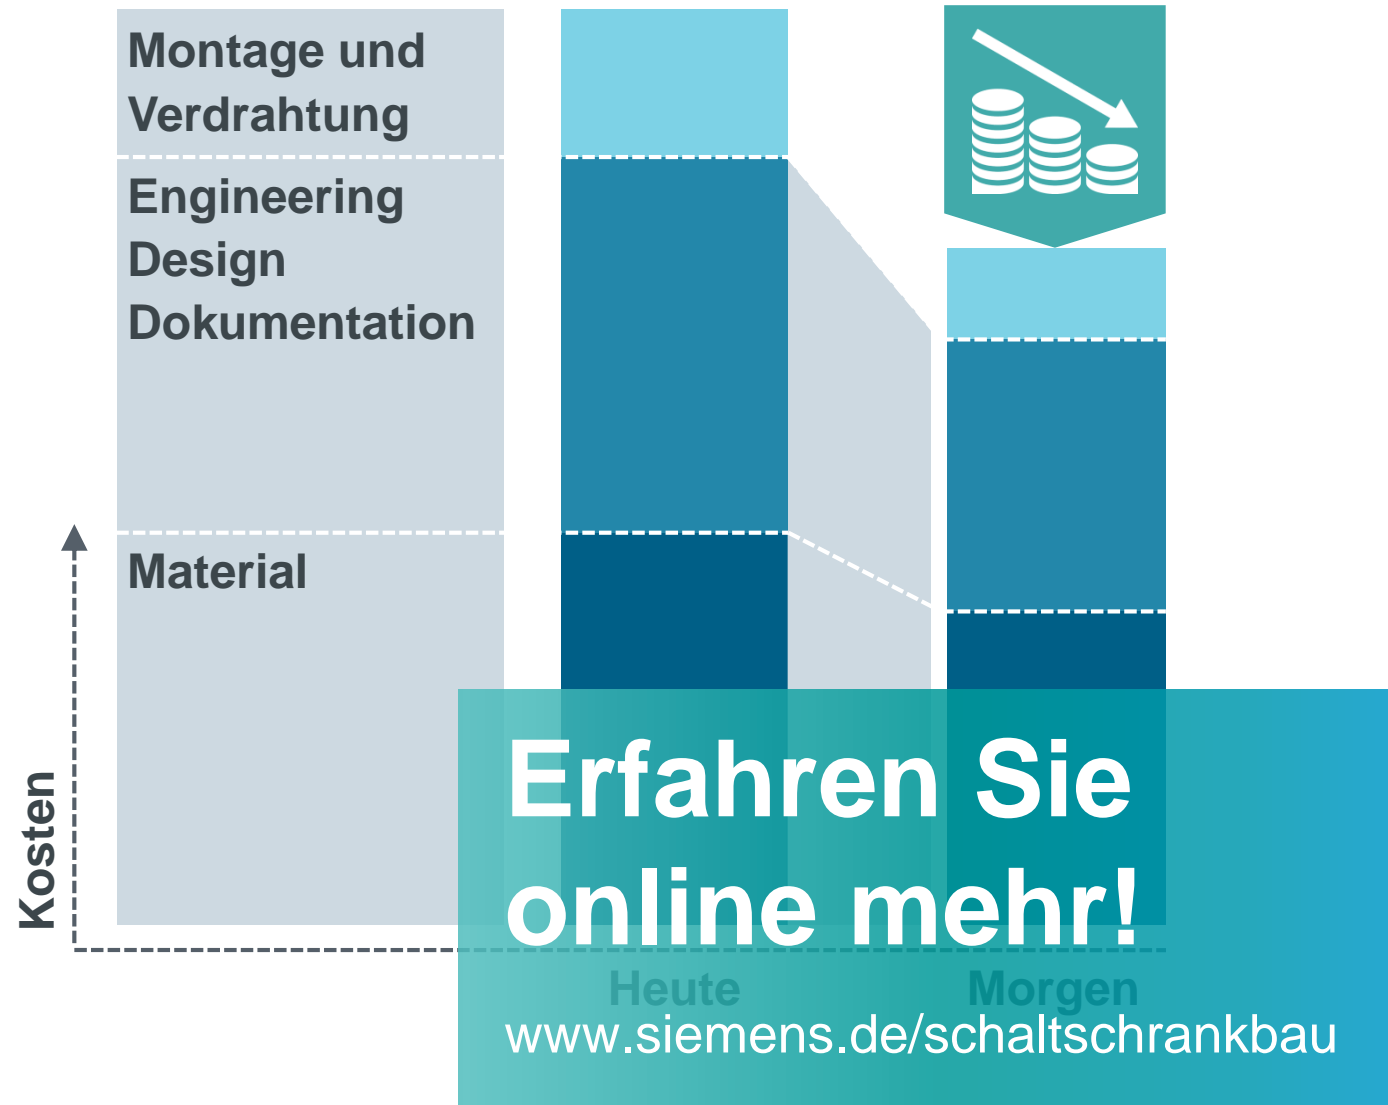 Montage und
Verdrahtung
Engineering
Design
Dokumentation
Material
Kosten
Heute
Morgen
Erfahren Sie
online mehr!
www.siemens.de/schaltschrankbau